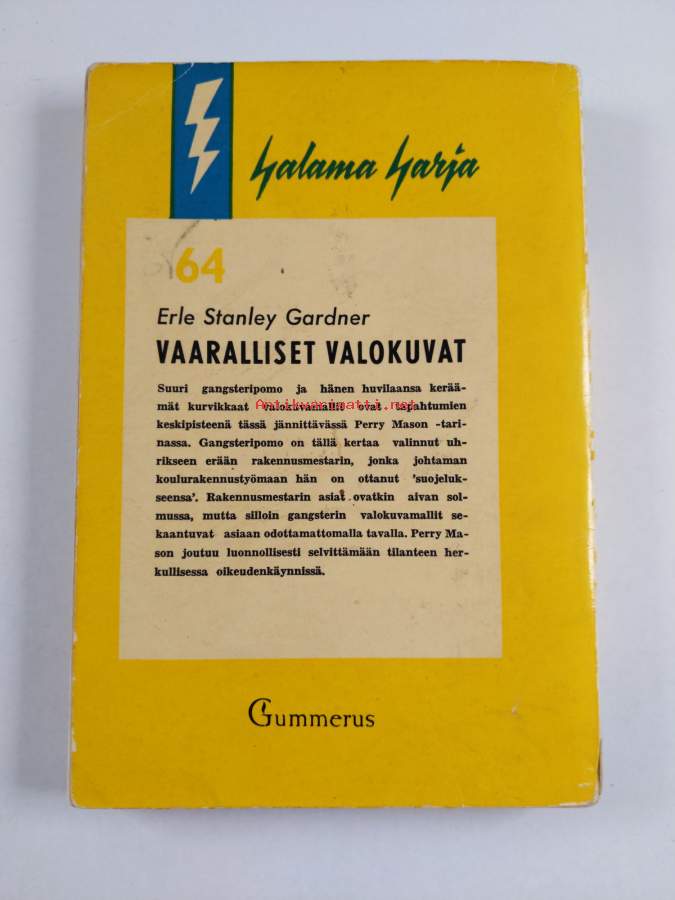 Salama Sarja
64
Erle Stanley Gardner
VAARALLISET VALOKUVAT
Suuri gangsteripomo ja hänen huvilaansa kerää-
mät kurvikkaat valokuvamallit ovat tapahtumien
Antikvariaatti.net
keskipisteenä tässä jännittävässä Perry Mason -tari-
nassa. Gangsteripomo on tällä kertaa valinnut uh-
rikseen erään rakennusmestarin, jonka johtaman
koulurakennustyömaan hän on ottanut 'suojeluk-
seensa'. Rakennusmestarin asiat ovatkin aivan sol-
mussa, mutta silloin gangsterin valokuvamallit se-
kaantuvat asiaan odottamattomalla tavalla. Perry Ma-
son joutuu luonnollisesti selvittämään tilanteen her-
kullisessa oikeudenkäynnissä.
Gummerus